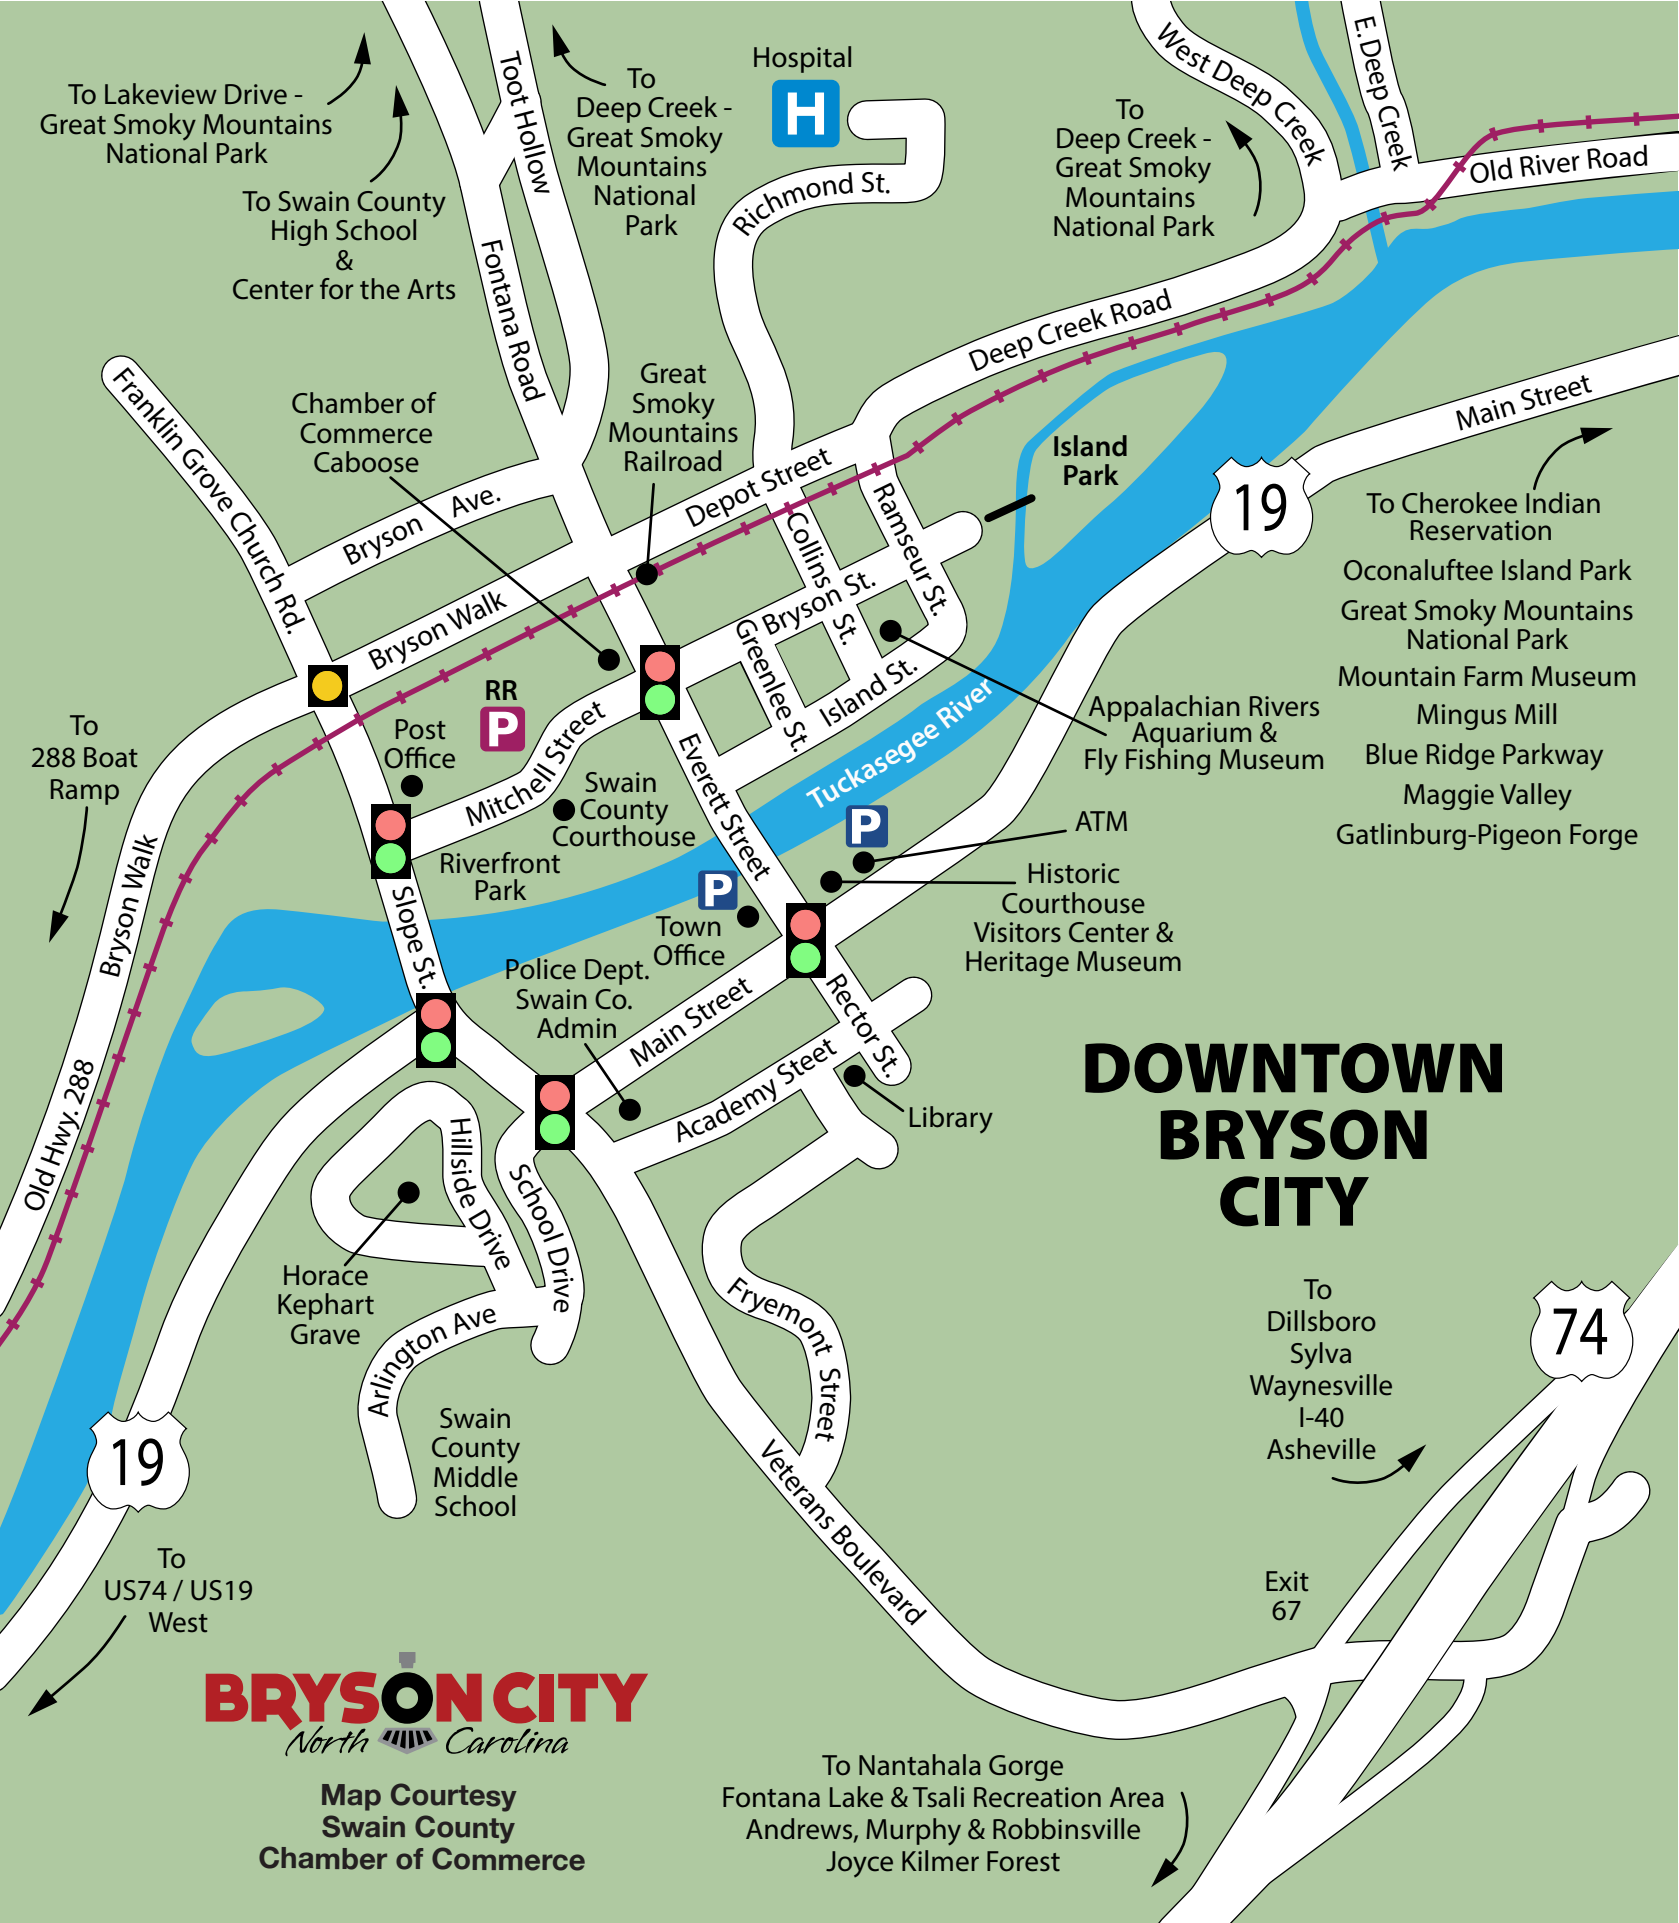 To Lakeview Drive -
Great Smoky Mountains
National Park
To Swain County
High School
&
Center for the Arts
Toot Hollow
To
Deep Creek -
Great Smoky
Mountains
National
Park
Hospital
H
Richmond St.
West Deep Creek
E. Deep Creek
To
Deep Creek -
Great Smoky
Mountains
National Park
Old River Road
Fontana Road
Deep Creek Road
Franklin Grove Church Rd.
Chamber of
Commerce
Caboose
Great
Smoky
Mountains
Railroad
Bryson Ave.
Depot Street
Island
Park
Main Street
19
To Cherokee Indian
Reservation
Oconaluftee Island Park
Great Smoky Mountains
National Park
Mountain Farm Museum
Mingus Mill
Blue Ridge Parkway
Maggie Valley
Gatlinburg-Pigeon Forge
Collins St.
Ramseur St.
Bryson St.
Bryson Walk
Greenlee St.
Island St.
RR
P
Post
Office
Mitchell Street
Swain
County
Courthouse
Everett Street
Tuckasegee River
Appalachian Rivers
Aquarium &
Fly Fishing Museum
To
288 Boat
Ramp
Bryson Walk
Riverfront
Park
Slope St.
P
ATM
P
Town
Office
Historic
Courthouse
Visitors Center &
Heritage Museum
Police Dept.
Swain Co.
Admin
Main Street
Rector St.
Academy Steet
Library
Old Hwy. 288
DOWNTOWN
BRYSON
CITY
Hillside Drive
School Drive
Horace
Kephart
Grave
Arlington Ave
Fryemont Street
To
Dillsboro
Sylva
Waynesville
I-40
Asheville
74
Swain
County
Middle
School
19
Veterans Boulevard
Exit
67
To
US74 / US19
West
BRYSON CITY
North Carolina
Map Courtesy
Swain County
Chamber of Commerce
To Nantahala Gorge
Fontana Lake & Tsali Recreation Area
Andrews, Murphy & Robbinsville
Joyce Kilmer Forest